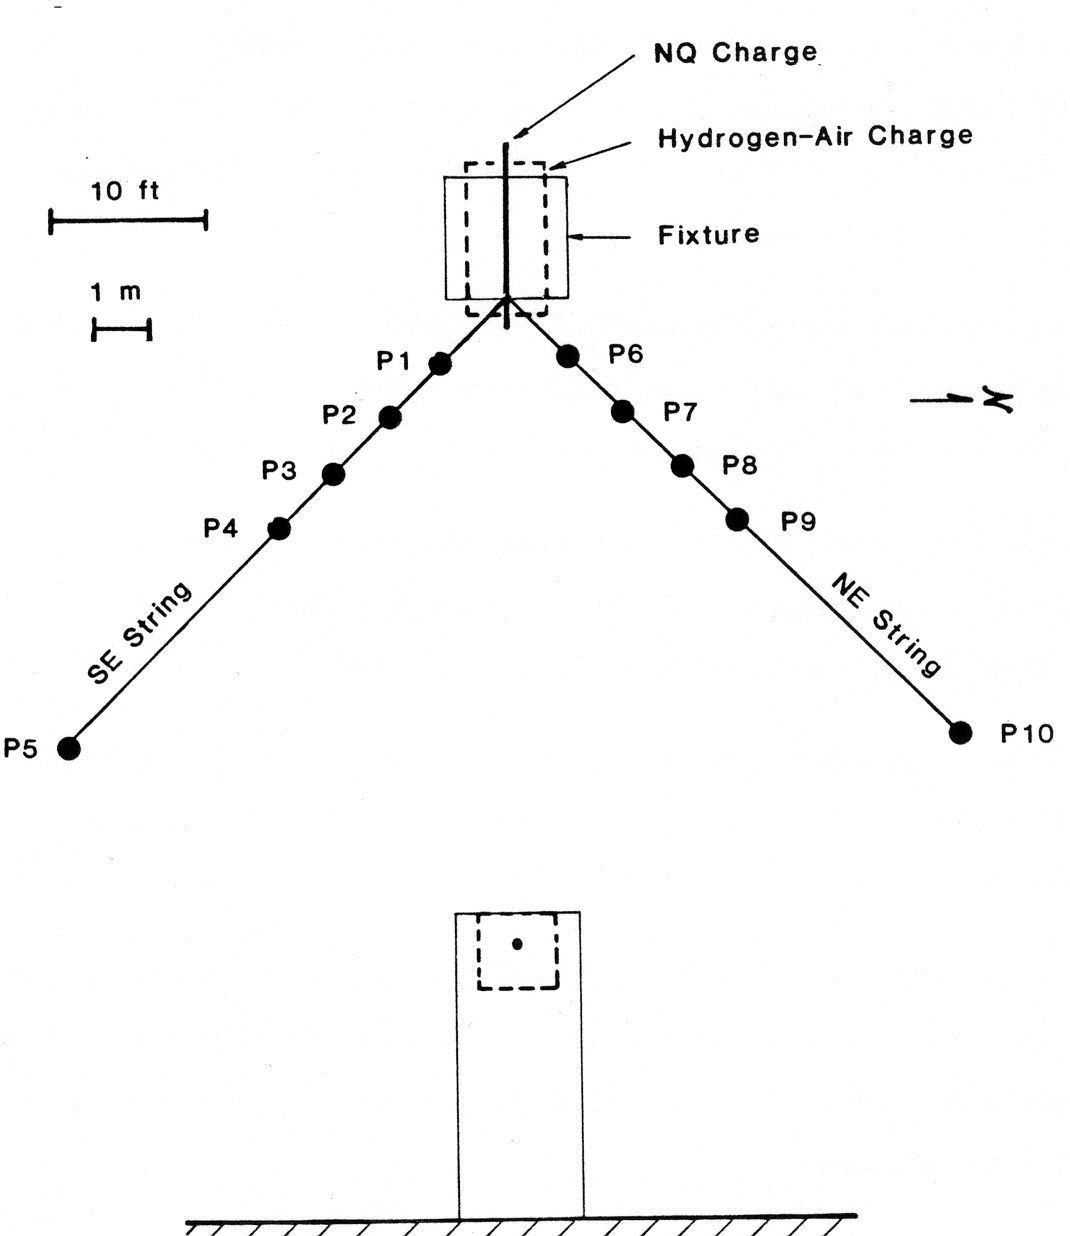 NQ Charge
Hydrogen-Air Charge
10 ft
Fixture
1 m
P1
P6
P2
P7
P3
P8
P4
P9
SE String
NE String
P5
P10
N